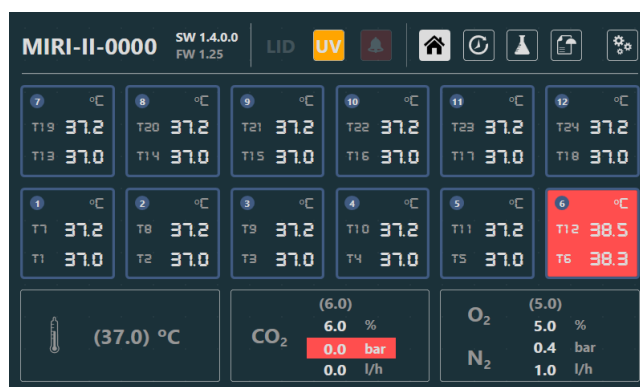 MIRI-II-0000 SW 1.4.0.0 LID UV
FW 1.25
7 °C 8 °C 9 °C 10 °C 11 °C 12 °C
T19 37.2 T20 37.2 T21 37.2 T22 37.2 T23 37.2 T24 37.2
T13 37.0 T14 37.0 T15 37.0 T16 37.0 T17 37.0 T18 37.0
1 °C 2 °C 3 °C 4 °C 5 °C 6 °C
T7 37.2 T8 37.2 T9 37.2 T10 37.2 T11 37.2 T12 38.5
T1 37.0 T2 37.0 T3 37.0 T4 37.0 T5 37.0 T6 38.3
(37.0) °C
CO₂
(6.0)
6.0 %
0.0 bar
0.0 l/h
O₂
(5.0)
5.0 %
N₂
0.4 bar
1.0 l/h